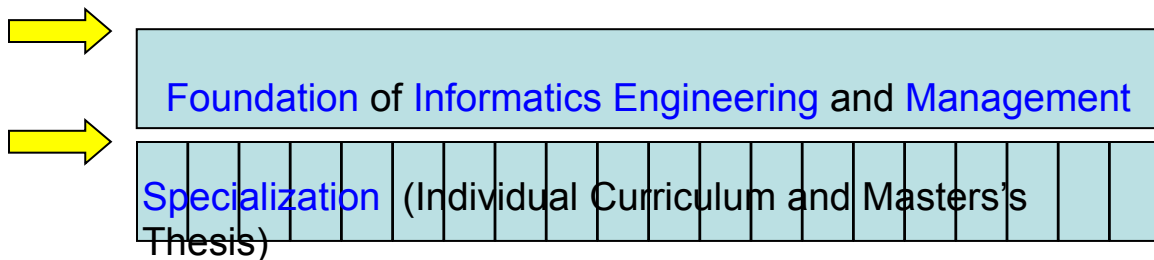 Foundation of Informatics Engineering and Management
Specialization (Individual Curriculum and Masters's
Thesis)